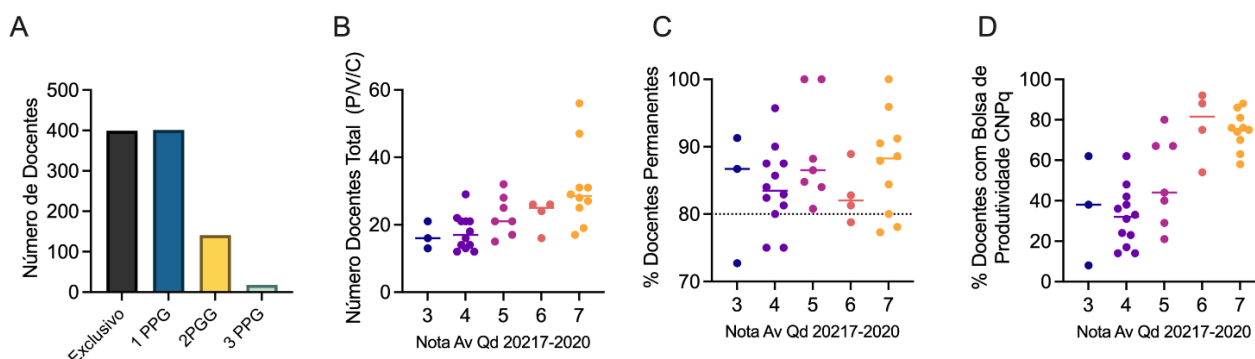 A
Número de Docentes
500
400
300
200
100
0
Exclusivo
1 PPG
2PGG
3 PPG
B
Número Docentes Total (P/V/C)
60
40
20
0
3 4 5 6 7
Nota Av Qd 20217-2020
C
% Docentes Permanentes
100
90
80
70
3 4 5 6 7
Nota Av Qd 20217-2020
D
% Docentes com Bolsa de
Produtividade CNPq
100
80
60
40
20
0
3 4 5 6 7
Nota Av Qd 20217-2020